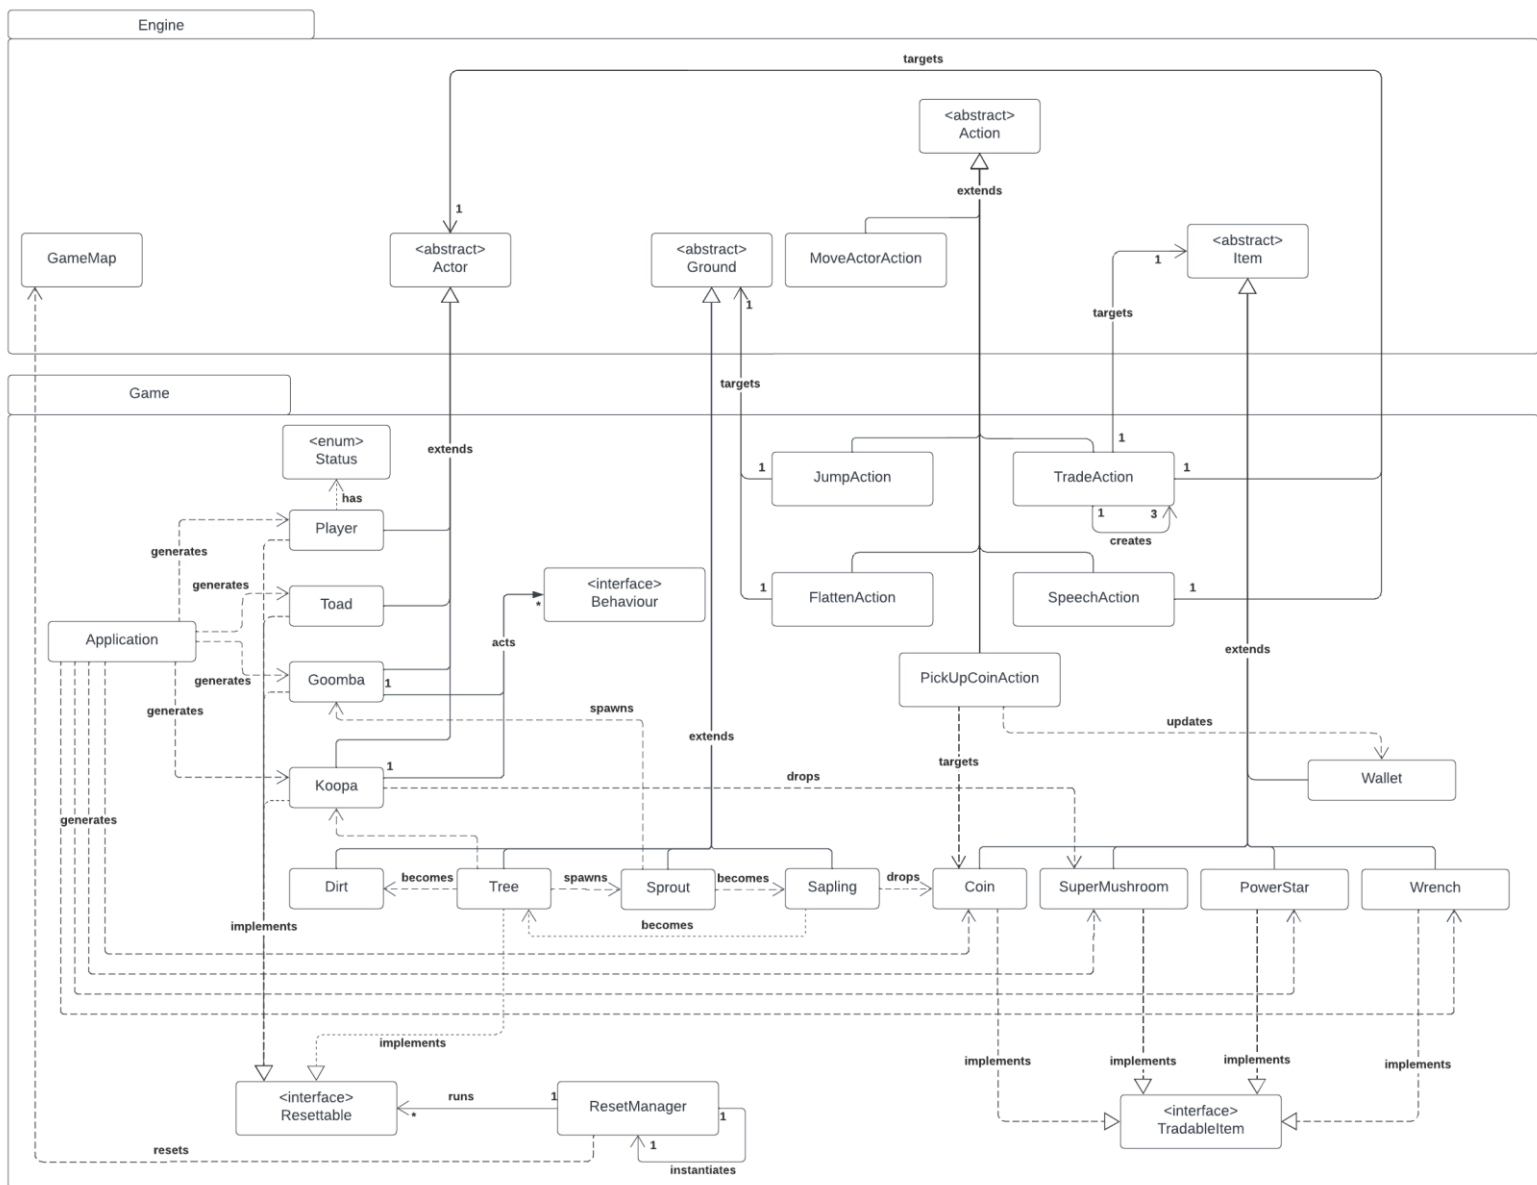 Engine
targets
<abstract>
Action
extends
1
<abstract>
Actor
<abstract>
Ground
MoveActorAction
<abstract>
Item
GameMap
1
1
targets
targets
Game
<enum>
Status
extends
has
Player
1
JumpAction
1
TradeAction
1
1
3
creates
generates
generates
Toad
<interface>
Behaviour
*
1
FlattenAction
SpeechAction
1
Application
acts
extends
Goomba
1
generates
generates
PickUpCoinAction
spawns
updates
extends
targets
Koopa
1
drops
Wallet
generates
Dirt
becomes
Tree
spawns
Sprout
becomes
Sapling
drops
Coin
SuperMushroom
PowerStar
Wrench
implements
becomes
implements
implements
implements
implements
implements
<interface>
Resettable
runs
*
1
ResetManager
1
1
instantiates
resets
<interface>
TradableItem